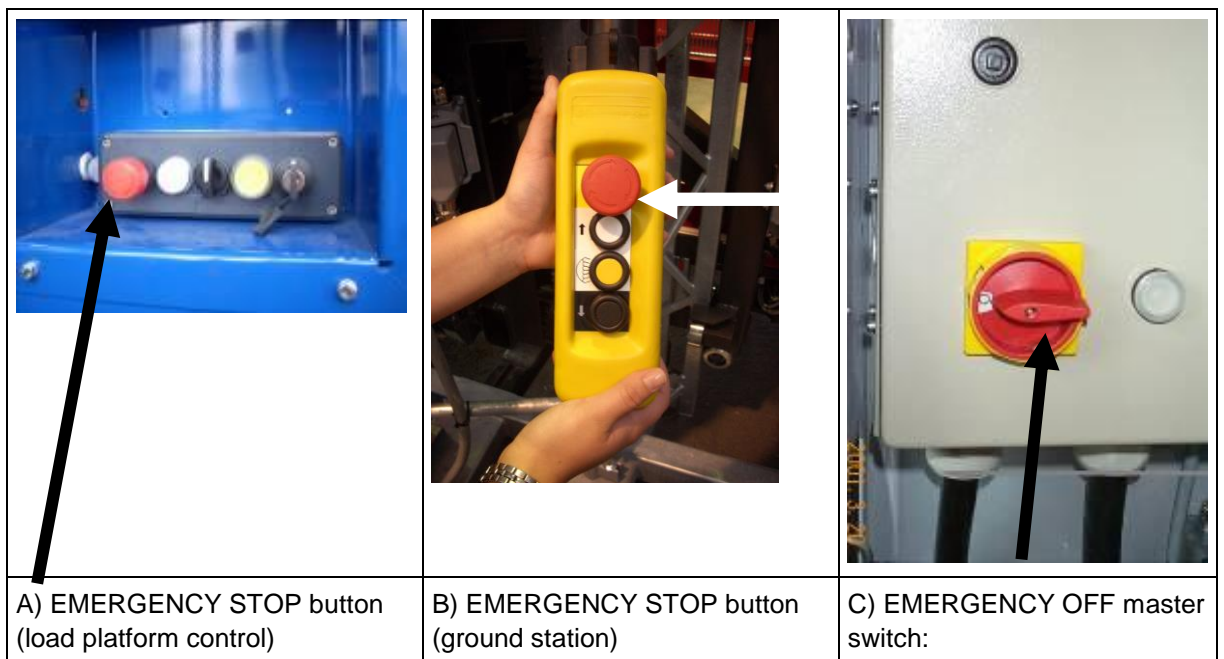 A) EMERGENCY STOP button
(load platform control)
B) EMERGENCY STOP button
(ground station)
C) EMERGENCY OFF master
switch: